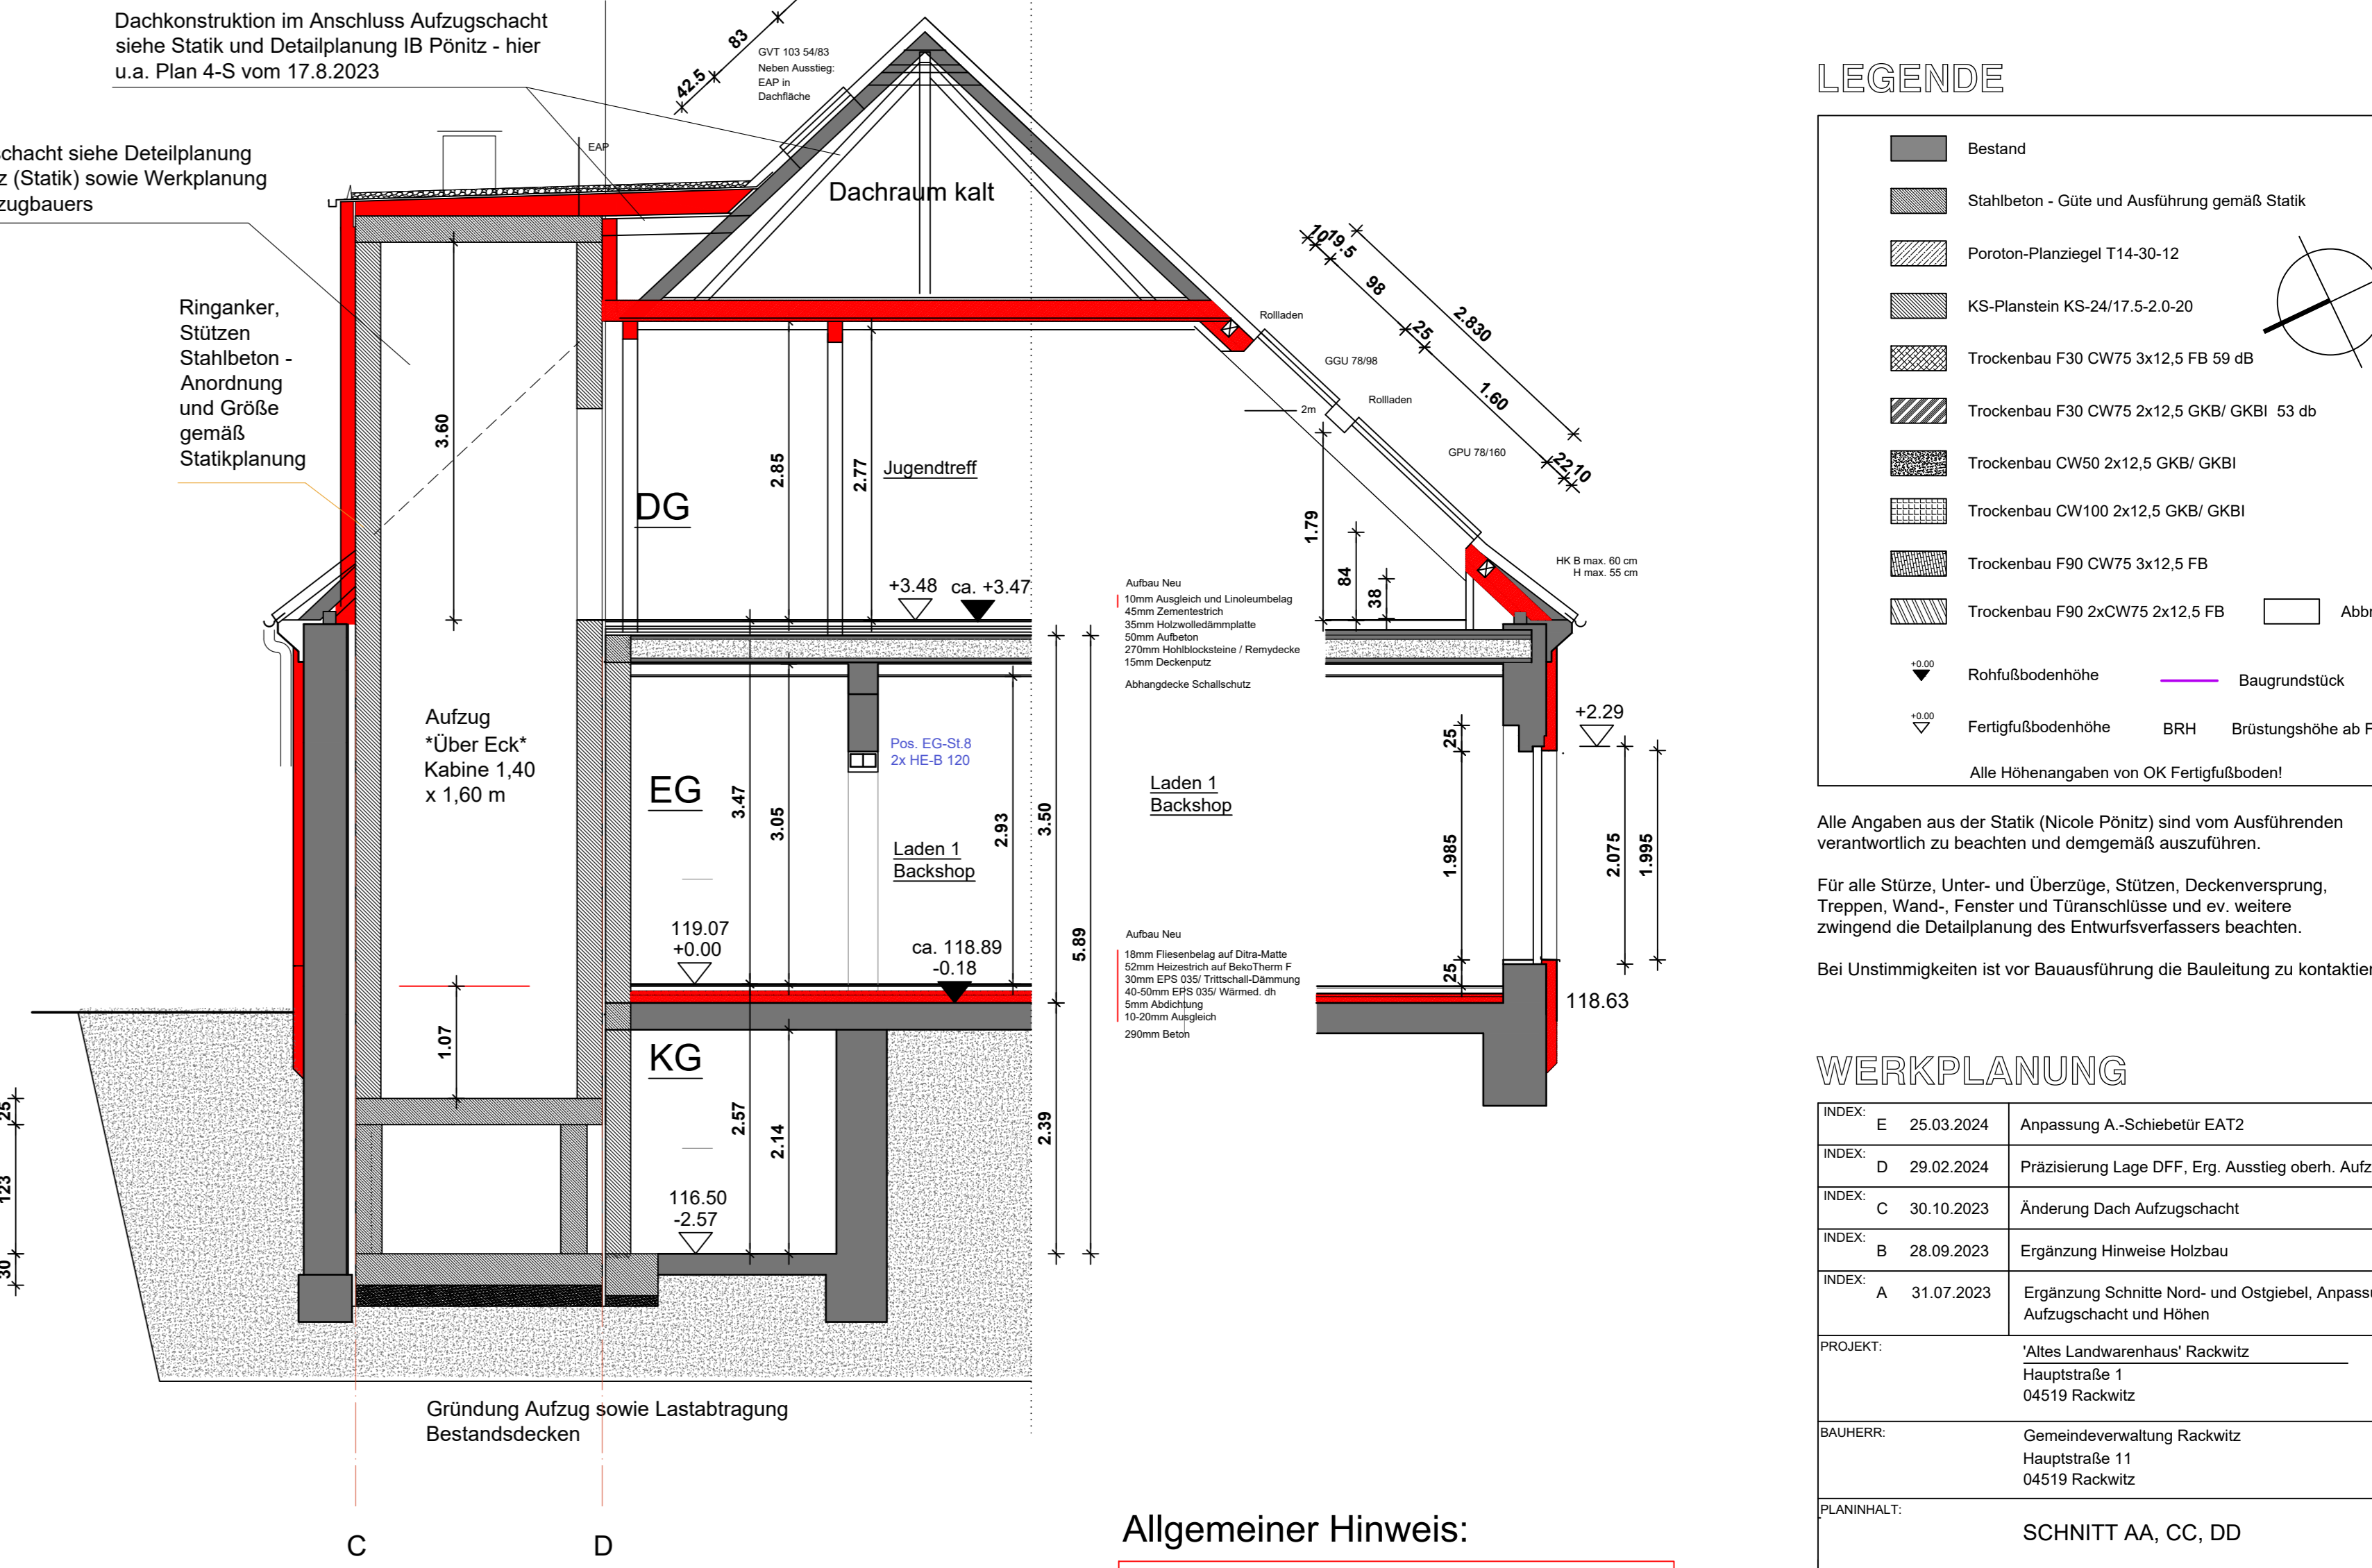 Dachkonstruktion im Anschluss Aufzugschacht
siehe Statik und Detailplanung IB Pönitz - hier
u.a. Plan 4-S vom 17.8.2023
schacht siehe Deteilplanung
z (Statik) sowie Werkplanung
zugbauers
Ringanker,
Stützen
Stahlbeton -
Anordnung
und Größe
gemäß
Statikplanung
83
42.5
GVT 103 54/83
Neben Ausstieg:
EAP in
Dachfläche
EAP
Dachraum kalt
10
19.5
98
25
2.830
1.60
22
10
Rollladen
GGU 78/98
Rollladen
2m
GPU 78/160
HK B max. 60 cm
H max. 55 cm
3.60
2.85
2.77
Jugendtreff
DG
1.79
84
38
+3.48
ca. +3.47
Aufbau Neu
10mm Ausgleich und Linoleumbelag
45mm Zementestrich
35mm Holzwolledämmplatte
50mm Aufbeton
270mm Hohlblocksteine / Remydecke
15mm Deckenputz
Abhangdecke Schallschutz
Aufzug
*Über Eck*
Kabine 1,40
x 1,60 m
EG
3.47
3.05
Pos. EG-St.8
2x HE-B 120
Laden 1
Backshop
2.93
3.50
5.89
Laden 1
Backshop
25
1.985
25
+2.29
2.075
1.995
118.63
119.07
+0.00
ca. 118.89
-0.18
Aufbau Neu
18mm Fliesenbelag auf Ditra-Matte
52mm Heizestrich auf BekoTherm F
30mm EPS 035/ Trittschall-Dämmung
40-50mm EPS 035/ Wärmed. dh
5mm Abdichtung
10-20mm Ausgleich
290mm Beton
1.07
KG
2.57
2.14
2.39
116.50
-2.57
25
123
30
Gründung Aufzug sowie Lastabtragung
Bestandsdecken
C
D
Allgemeiner Hinweis:
LEGENDE
Bestand
Stahlbeton - Güte und Ausführung gemäß Statik
Poroton-Planziegel T14-30-12
KS-Planstein KS-24/17.5-2.0-20
Trockenbau F30 CW75 3x12,5 FB 59 dB
Trockenbau F30 CW75 2x12,5 GKB/ GKBI 53 db
Trockenbau CW50 2x12,5 GKB/ GKBI
Trockenbau CW100 2x12,5 GKB/ GKBI
Trockenbau F90 CW75 3x12,5 FB
Trockenbau F90 2xCW75 2x12,5 FB
Abbr
+0.00
Rohfußbodenhöhe
Baugrundstück
+0.00
Fertigfußbodenhöhe
BRH
Brüstungshöhe ab F
Alle Höhenangaben von OK Fertigfußboden!
Alle Angaben aus der Statik (Nicole Pönitz) sind vom Ausführenden
verantwortlich zu beachten und demgemäß auszuführen.
Für alle Stürze, Unter- und Überzüge, Stützen, Deckenversprung,
Treppen, Wand-, Fenster und Türanschlüsse und ev. weitere
zwingend die Detailplanung des Entwurfsverfassers beachten.
Bei Unstimmigkeiten ist vor Bauausführung die Bauleitung zu kontaktier
WERKPLANUNG
INDEX:
E 25.03.2024 Anpassung A.-Schiebetür EAT2
INDEX:
D 29.02.2024 Präzisierung Lage DFF, Erg. Ausstieg oberh. Aufz
INDEX:
C 30.10.2023 Änderung Dach Aufzugschacht
INDEX:
B 28.09.2023 Ergänzung Hinweise Holzbau
INDEX:
A 31.07.2023 Ergänzung Schnitte Nord- und Ostgiebel, Anpassu
Aufzugschacht und Höhen
PROJEKT:
'Altes Landwarenhaus' Rackwitz
Hauptstraße 1
04519 Rackwitz
BAUHERR:
Gemeindeverwaltung Rackwitz
Hauptstraße 11
04519 Rackwitz
PLANINHALT:
SCHNITT AA, CC, DD